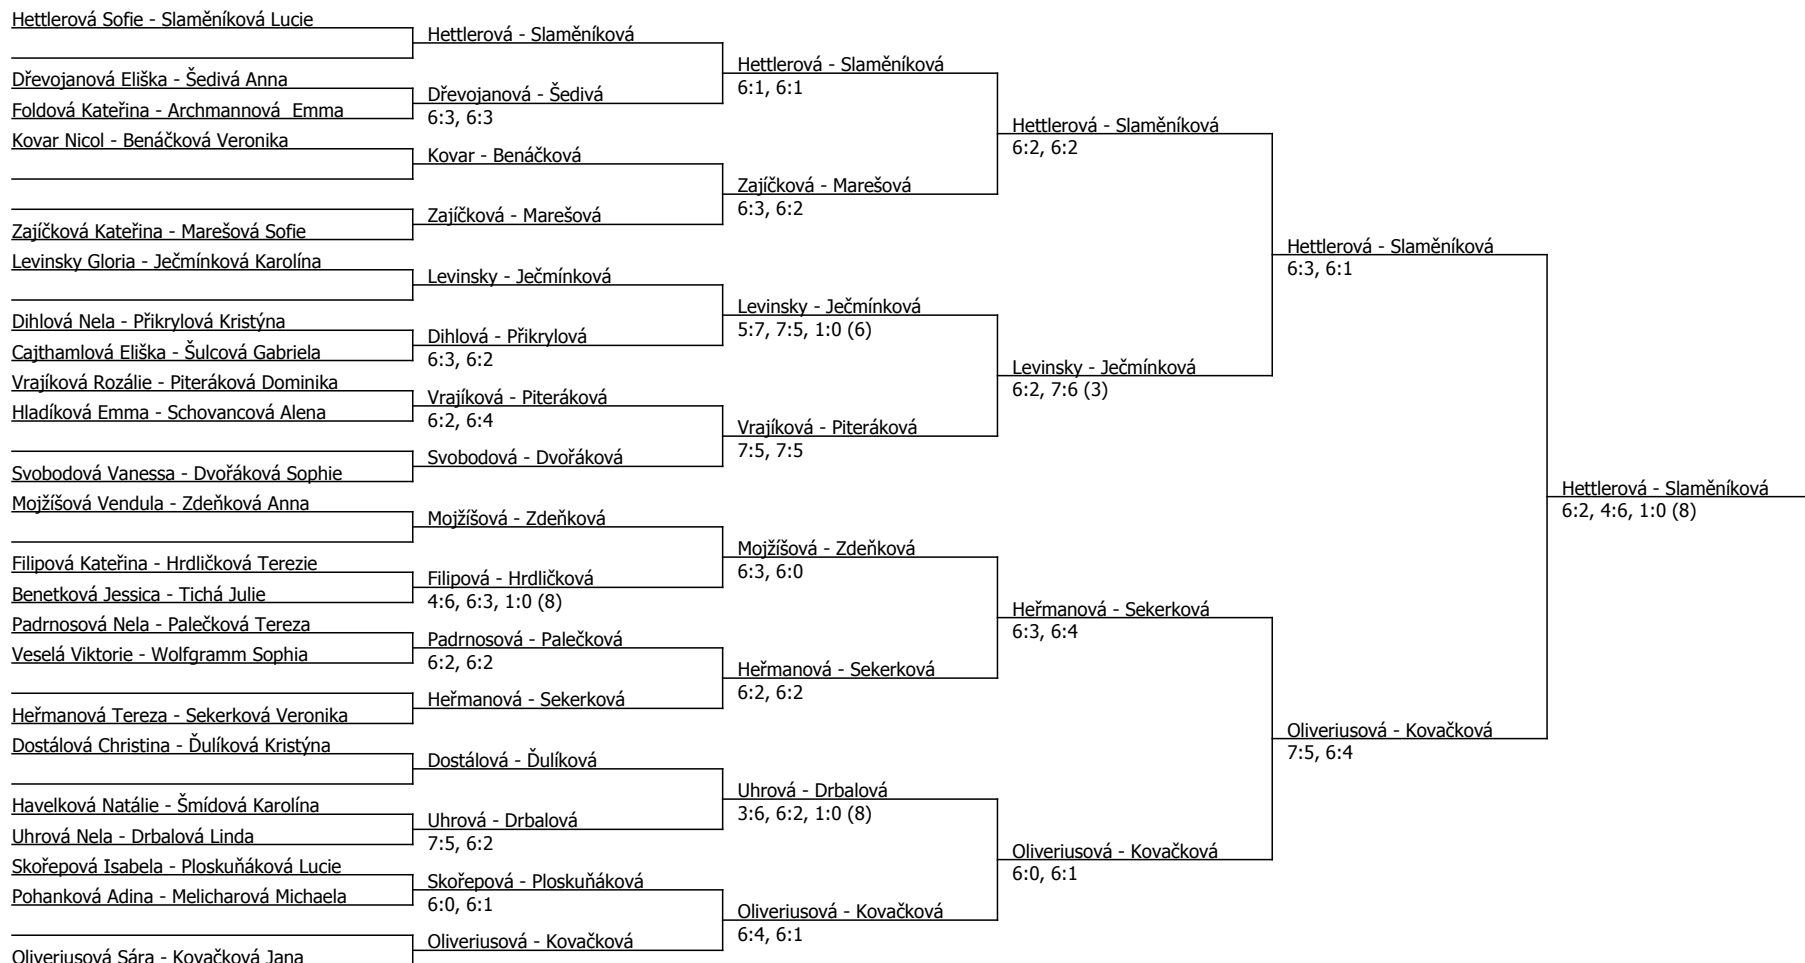 Hettlerová Sofie - Slaměníková Lucie
Dřevojanová Eliška - Šedivá Anna
Foldová Kateřina - Archmannová  Emma
Kovar Nicol - Benáčková Veronika
Zajíčková Kateřina - Marešová Sofie
Levinsky Gloria - Ječmínková Karolína
Dihlová Nela - Přikrylová Kristýna
Cajthamlová Eliška - Šulcová Gabriela
Vrajíková Rozálie - Piteráková Dominika
Hladíková Emma - Schovancová Alena
Svobodová Vanessa - Dvořáková Sophie
Mojžíšová Vendula - Zdeňková Anna
Filipová Kateřina - Hrdličková Terezie
Benetková Jessica - Tichá Julie
Padrnosová Nela - Palečková Tereza
Veselá Viktorie - Wolfgramm Sophia
Heřmanová Tereza - Sekerková Veronika
Dostálová Christina - Ďulíková Kristýna
Havelková Natálie - Šmídová Karolína
Uhrová Nela - Drbalová Linda
Skořepová Isabela - Ploskuňáková Lucie
Pohanková Adina - Melicharová Michaela
Oliveriusová Sára - Kovačková Jana
Hettlerová - Slaměníková
Dřevojanová - Šedivá
6:3, 6:3
Kovar - Benáčková
Zajíčková - Marešová
Levinsky - Ječmínková
Dihlová - Přikrylová
6:3, 6:2
Vrajíková - Piteráková
6:2, 6:4
Svobodová - Dvořáková
Mojžíšová - Zdeňková
Filipová - Hrdličková
4:6, 6:3, 1:0 (8)
Padrnosová - Palečková
6:2, 6:2
Heřmanová - Sekerková
Dostálová - Ďulíková
Uhrová - Drbalová
7:5, 6:2
Skořepová - Ploskuňáková
6:0, 6:1
Oliveriusová - Kovačková
Hettlerová - Slaměníková
6:1, 6:1
Zajíčková - Marešová
6:3, 6:2
Levinsky - Ječmínková
5:7, 7:5, 1:0 (6)
Vrajíková - Piteráková
7:5, 7:5
Mojžíšová - Zdeňková
6:3, 6:0
Heřmanová - Sekerková
6:2, 6:2
Uhrová - Drbalová
3:6, 6:2, 1:0 (8)
Oliveriusová - Kovačková
6:4, 6:1
Hettlerová - Slaměníková
6:2, 6:2
Levinsky - Ječmínková
6:2, 7:6 (3)
Heřmanová - Sekerková
6:3, 6:4
Oliveriusová - Kovačková
6:0, 6:1
Hettlerová - Slaměníková
6:3, 6:1
Oliveriusová - Kovačková
7:5, 6:4
Hettlerová - Slaměníková
6:2, 4:6, 1:0 (8)